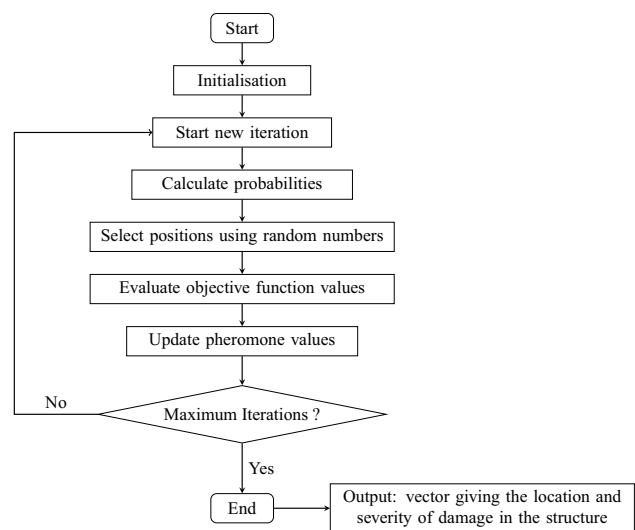 Start
Initialisation
Start new iteration
Calculate probabilities
Select positions using random numbers
Evaluate objective function values
Update pheromone values
No
Maximum Iterations ?
Yes
End
Output: vector giving the location and
severity of damage in the structure